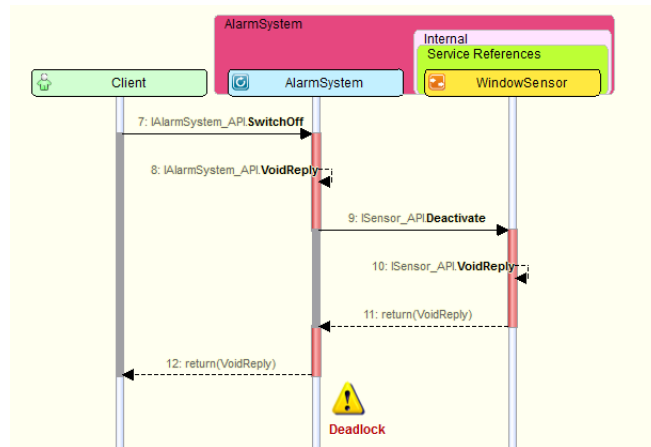 AlarmSystem
Internal
Service References
Client
AlarmSystem
WindowSensor
7: IAlarmSystem_API.SwitchOff
8: IAlarmSystem_API.VoidReply
9: ISensor_API.Deactivate
10: ISensor_API.VoidReply
11: return(VoidReply)
12: return(VoidReply)
Deadlock